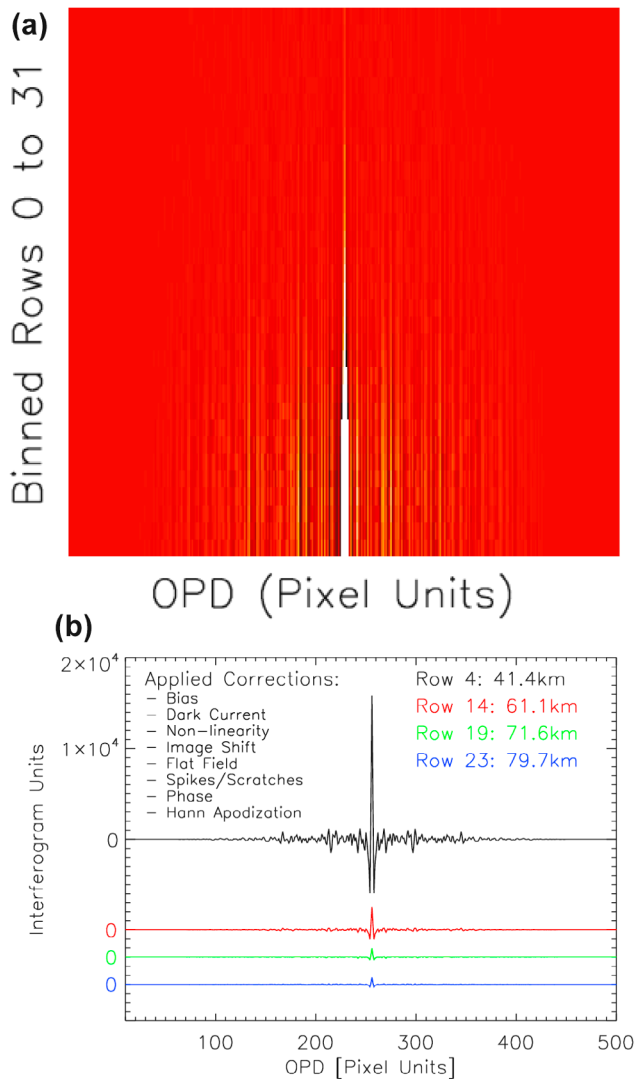 (a)
Binned Rows 0 to 31
OPD (Pixel Units)
(b)
2×10⁴
1×10⁴
0
0
0
0
Interferogram Units
Applied Corrections:
– Bias
– Dark Current
– Non-linearity
– Image Shift
– Flat Field
– Spikes/Scratches
– Phase
– Hann Apodization
Row 4: 41.4km
Row 14: 61.1km
Row 19: 71.6km
Row 23: 79.7km
100 200 300 400 500
OPD [Pixel Units]